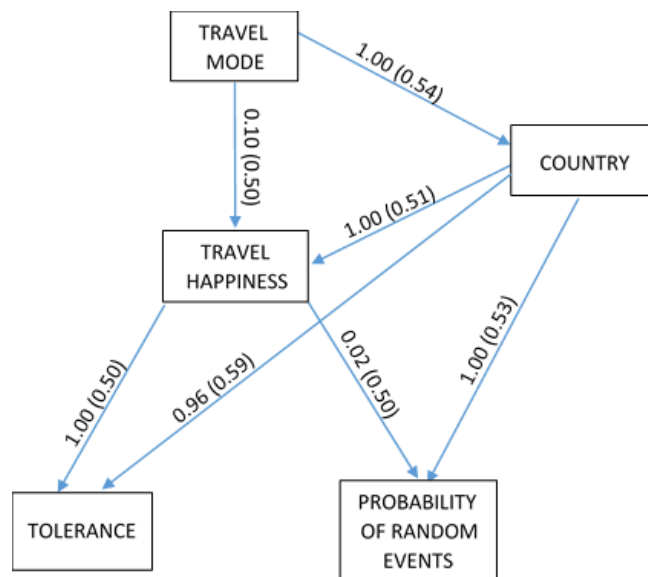 TRAVEL
MODE
1.00 (0.54)
0.10 (0.50)
COUNTRY
1.00 (0.51)
TRAVEL
HAPPINESS
1.00 (0.50)
0.96 (0.59)
0.02 (0.50)
1.00 (0.53)
TOLERANCE
PROBABILITY
OF RANDOM
EVENTS